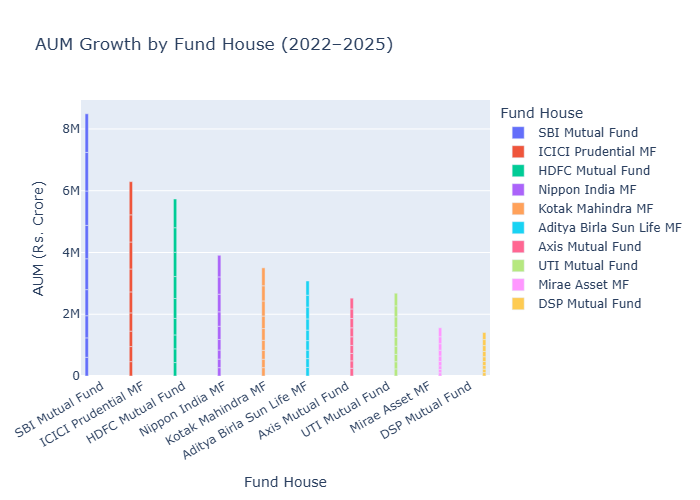 AUM Growth by Fund House (2022–2025)
Fund House
SBI Mutual Fund
ICICI Prudential MF
HDFC Mutual Fund
Nippon India MF
Kotak Mahindra MF
Aditya Birla Sun Life MF
Axis Mutual Fund
UTI Mutual Fund
Mirae Asset MF
DSP Mutual Fund
8M
6M
4M
2M
0
AUM (Rs. Crore)
SBI Mutual Fund
ICICI Prudential MF
HDFC Mutual Fund
Nippon India MF
Kotak Mahindra MF
Aditya Birla Sun Life MF
Axis Mutual Fund
UTI Mutual Fund
Mirae Asset MF
DSP Mutual Fund
Fund House